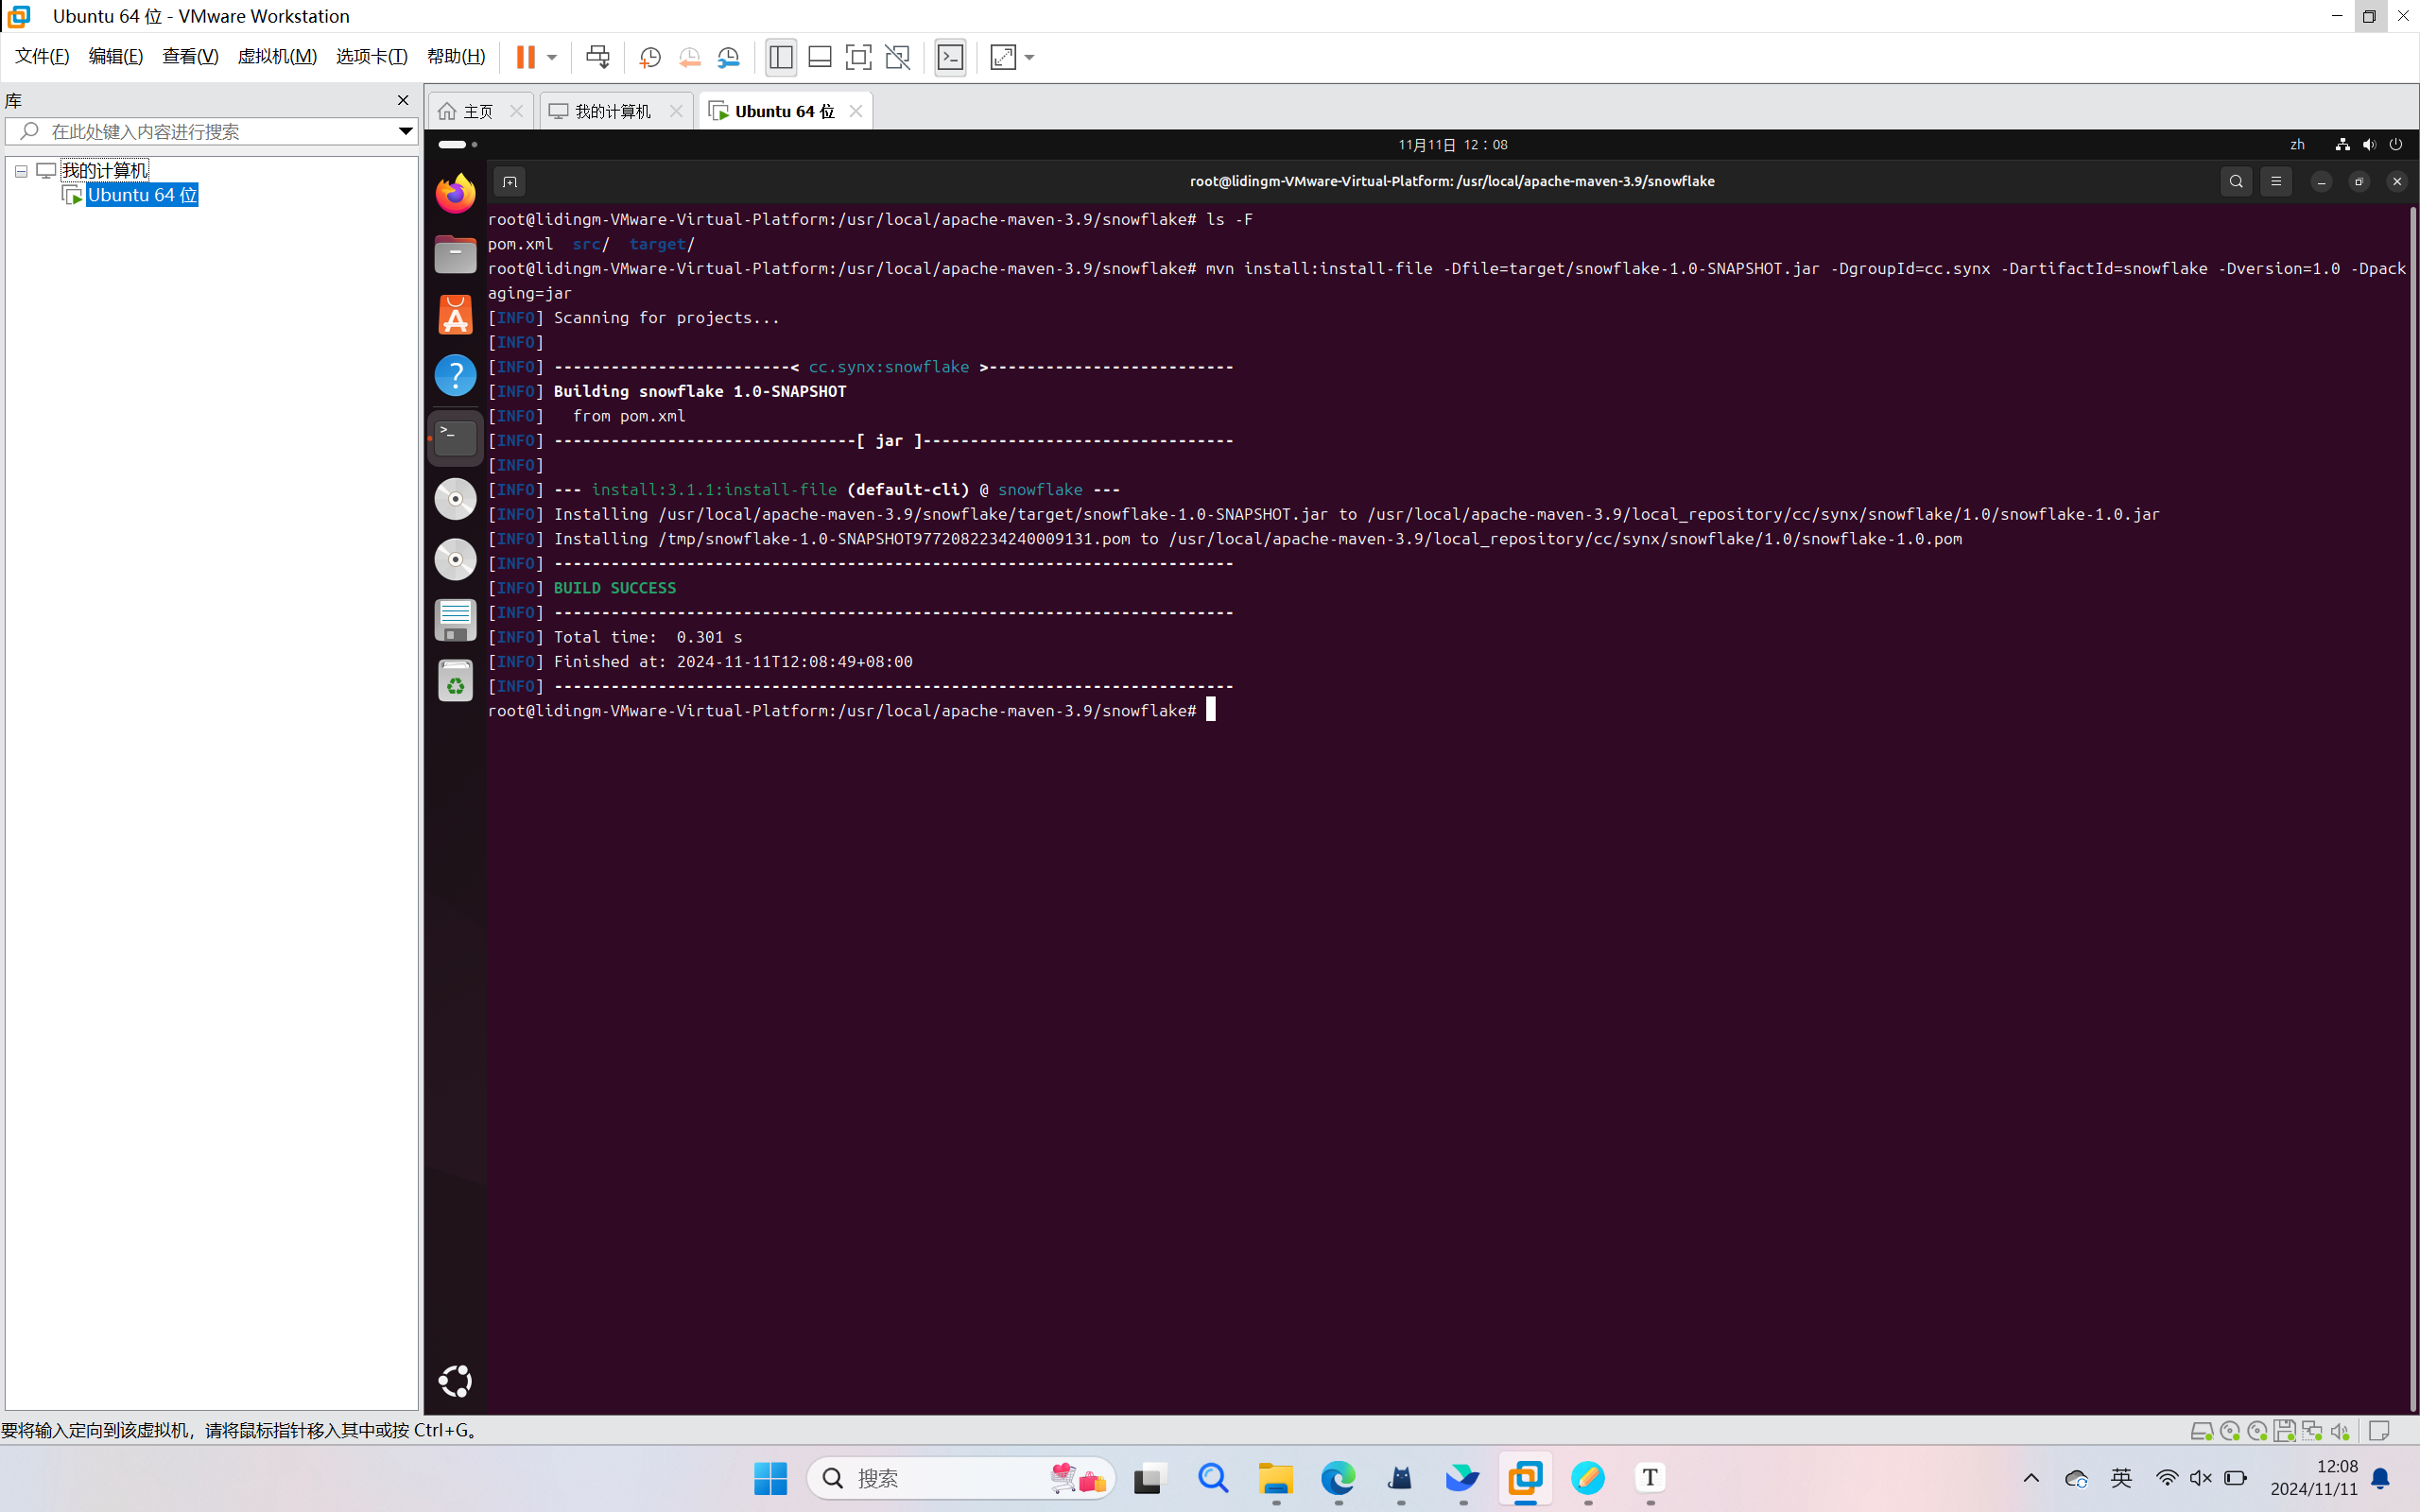 Ubuntu 64 位 - VMware Workstation
文件(F) 编辑(E) 查看(V) 虚拟机(M) 选项卡(T) 帮助(H)
库
在此处键入内容进行搜索
我的计算机
Ubuntu 64 位
主页 我的计算机 Ubuntu 64 位
11月11日 12：08
zh
root@lidingm-VMware-Virtual-Platform: /usr/local/apache-maven-3.9/snowflake
root@lidingm-VMware-Virtual-Platform:/usr/local/apache-maven-3.9/snowflake# ls -F
pom.xml  src/  target/
root@lidingm-VMware-Virtual-Platform:/usr/local/apache-maven-3.9/snowflake# mvn install:install-file -Dfile=target/snowflake-1.0-SNAPSHOT.jar -DgroupId=cc.synx -DartifactId=snowflake -Dversion=1.0 -Dpack
aging=jar
[INFO] Scanning for projects...
[INFO]
[INFO] -------------------------< cc.synx:snowflake >--------------------------
[INFO] Building snowflake 1.0-SNAPSHOT
[INFO]   from pom.xml
[INFO] --------------------------------[ jar ]---------------------------------
[INFO]
[INFO] --- install:3.1.1:install-file (default-cli) @ snowflake ---
[INFO] Installing /usr/local/apache-maven-3.9/snowflake/target/snowflake-1.0-SNAPSHOT.jar to /usr/local/apache-maven-3.9/local_repository/cc/synx/snowflake/1.0/snowflake-1.0.jar
[INFO] Installing /tmp/snowflake-1.0-SNAPSHOT9772082234240009131.pom to /usr/local/apache-maven-3.9/local_repository/cc/synx/snowflake/1.0/snowflake-1.0.pom
[INFO] ------------------------------------------------------------------------
[INFO] BUILD SUCCESS
[INFO] ------------------------------------------------------------------------
[INFO] Total time:  0.301 s
[INFO] Finished at: 2024-11-11T12:08:49+08:00
[INFO] ------------------------------------------------------------------------
root@lidingm-VMware-Virtual-Platform:/usr/local/apache-maven-3.9/snowflake#
要将输入定向到该虚拟机，请将鼠标指针移入其中或按 Ctrl+G。
搜索
T
英
12:08
2024/11/11